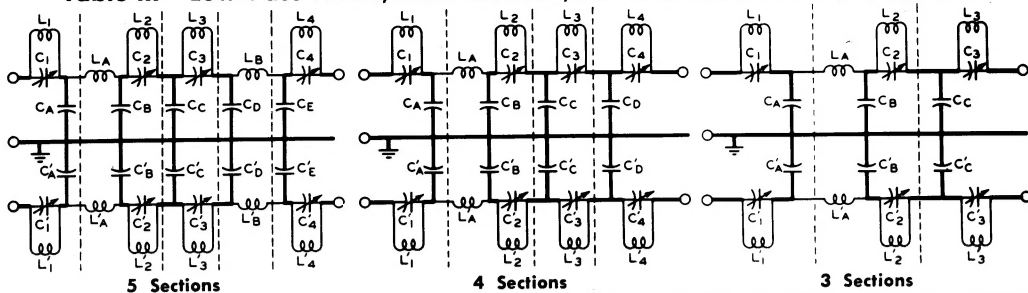 Table III
L1 L2 L3 L4 L1 L2 L3 L4 L1 L2 L3
C1 LA C2 C3 LB C4 C1 LA C2 C3 C4 C1 LA C2 C3
CA CB CC CD CE CA CB CC CD CA CB CC
C'A C'B C'C C'D C'E C'A C'B C'C C'D C'A C'B C'C
C'1 L'A C'2 C'3 L'B C'4 C'1 L'A C'2 C'3 C'4 C'1 L'A C'2 C'3
L'1 L'2 L'3 L'4 L'1 L'2 L'3 L'4 L'1 L'2 L'3
5 Sections 4 Sections 3 Sections